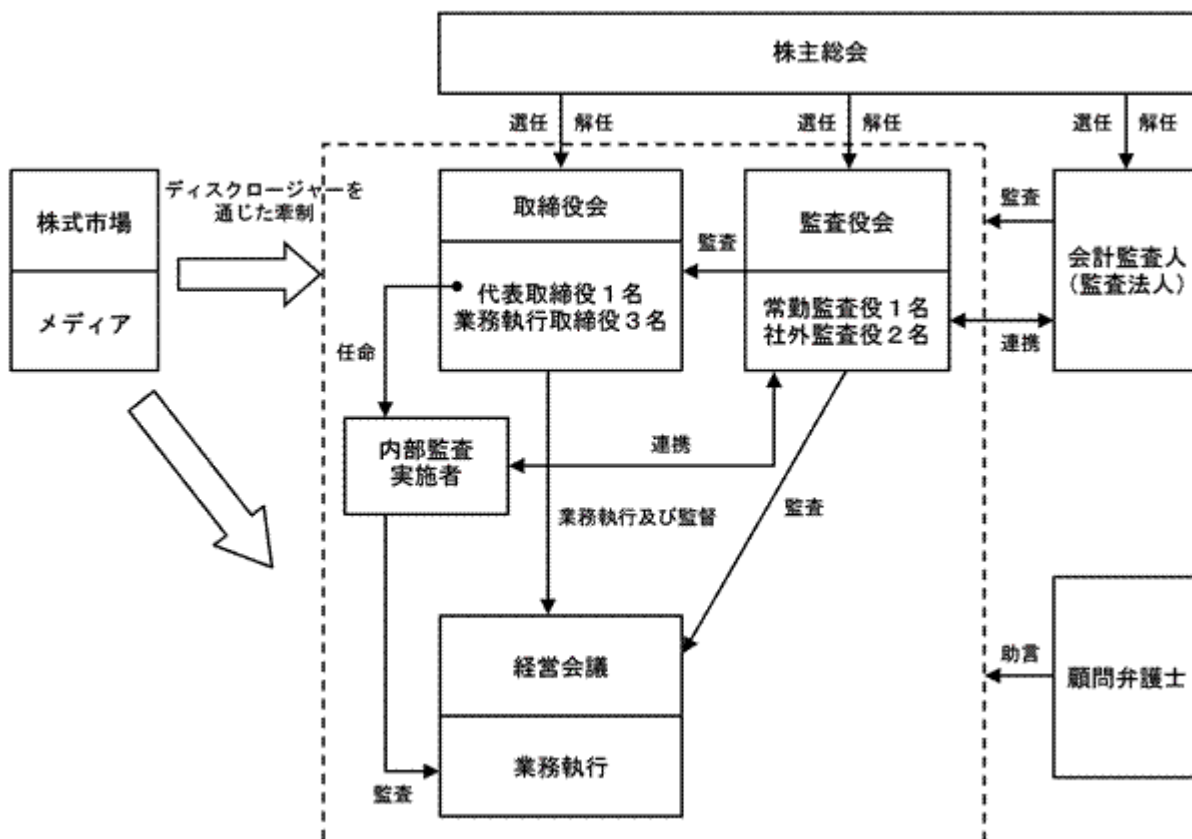 株主総会
選任 解任
選任 解任
選任 解任
株式市場
メディア
ディスクロージャーを
通じた牽制
取締役会
代表取締役1名
業務執行取締役3名
監査
監査役会
常勤監査役1名
社外監査役2名
監査
会計監査人
(監査法人)
連携
任命
内部監査
実施者
連携
業務執行及び監督
監査
経営会議
業務執行
監査
助言
顧問弁護士